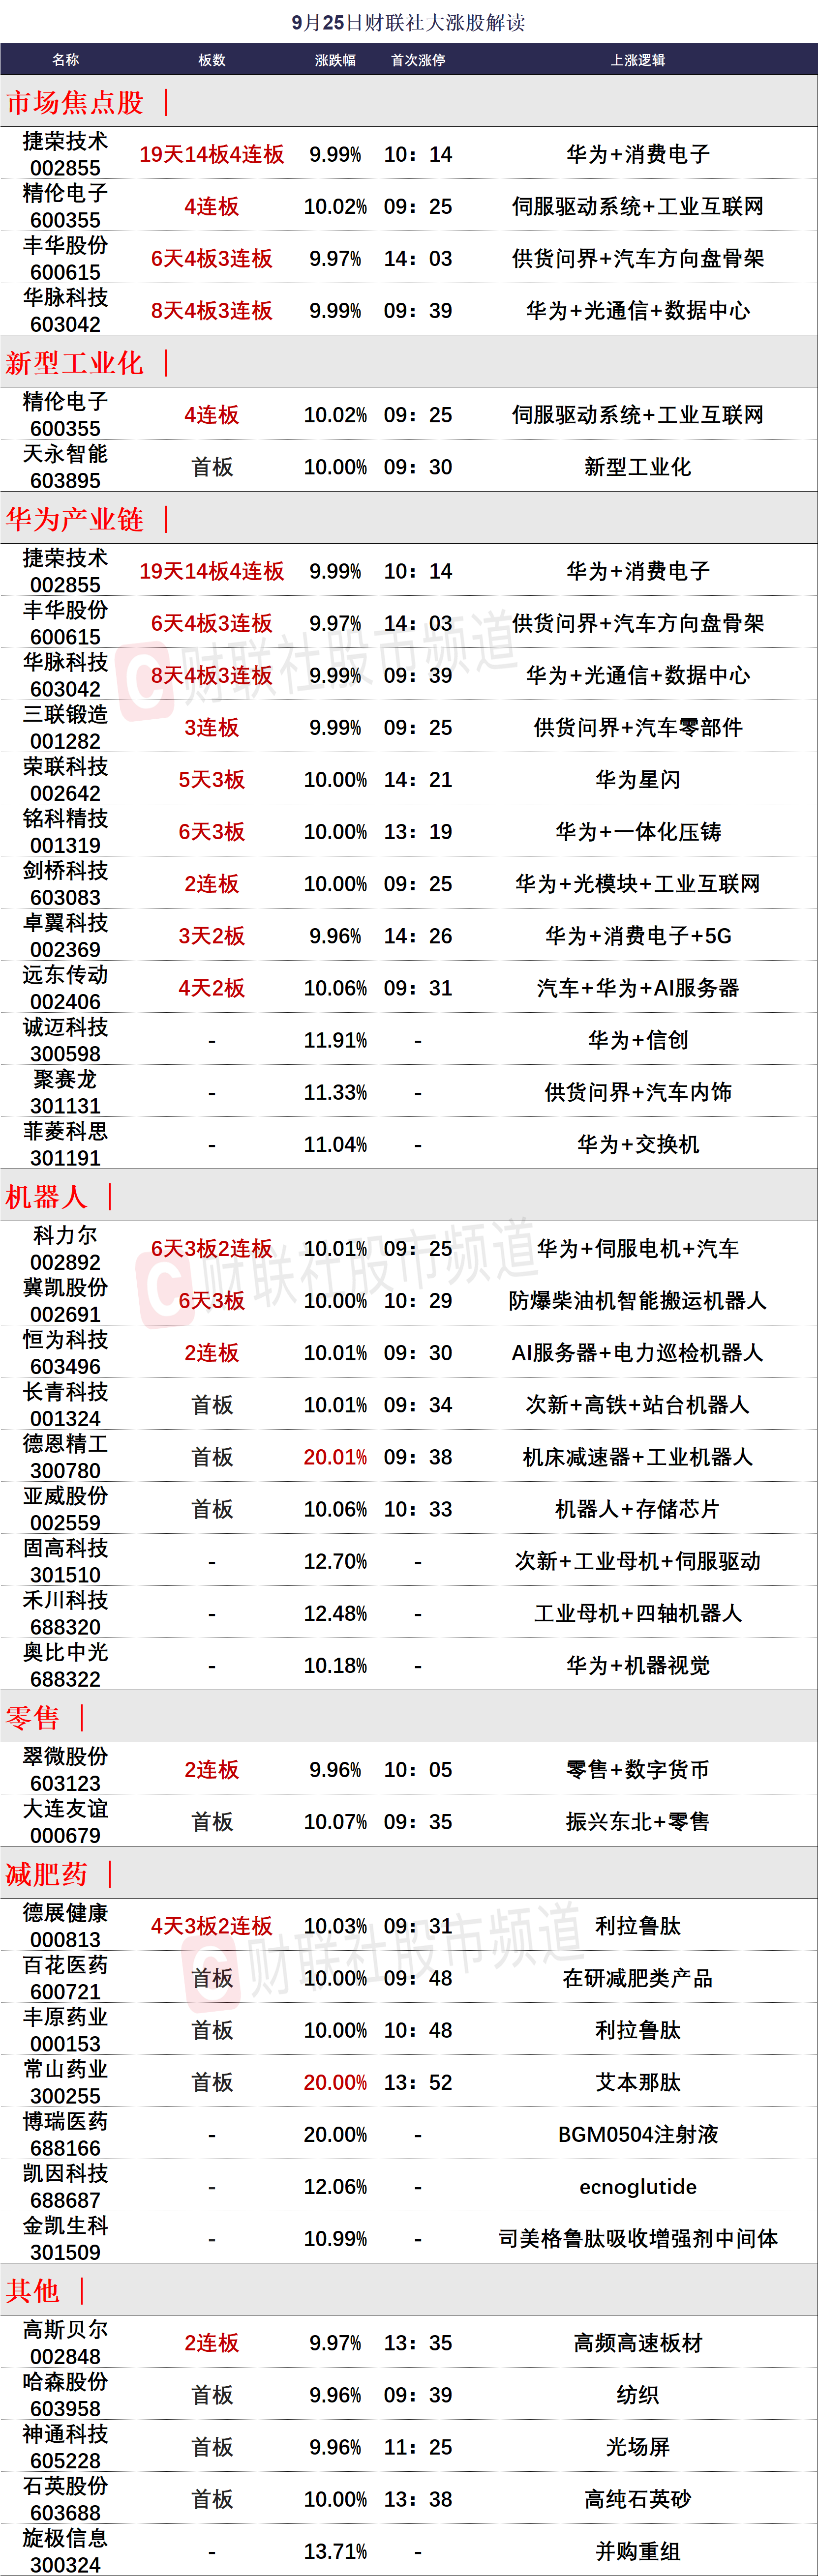 9月25日财联社大涨股解读
名称 板数 涨跌幅 首次涨停 上涨逻辑
市场焦点股 |
捷荣技术 002855 19天14板4连板 9.99% 10：14 华为+消费电子
精伦电子 600355 4连板 10.02% 09：25 伺服驱动系统+工业互联网
丰华股份 600615 6天4板3连板 9.97% 14：03 供货问界+汽车方向盘骨架
华脉科技 603042 8天4板3连板 9.99% 09：39 华为+光通信+数据中心
新型工业化 |
精伦电子 600355 4连板 10.02% 09：25 伺服驱动系统+工业互联网
天永智能 603895 首板 10.00% 09：30 新型工业化
华为产业链 |
捷荣技术 002855 19天14板4连板 9.99% 10：14 华为+消费电子
丰华股份 600615 6天4板3连板 9.97% 14：03 供货问界+汽车方向盘骨架
华脉科技 603042 8天4板3连板 9.99% 09：39 华为+光通信+数据中心
财联社股市频道
三联锻造 001282 3连板 9.99% 09：25 供货问界+汽车零部件
荣联科技 002642 5天3板 10.00% 14：21 华为星闪
铭科精技 001319 6天3板 10.00% 13：19 华为+一体化压铸
剑桥科技 603083 2连板 10.00% 09：25 华为+光模块+工业互联网
卓翼科技 002369 3天2板 9.96% 14：26 华为+消费电子+5G
远东传动 002406 4天2板 10.06% 09：31 汽车+华为+AI服务器
诚迈科技 300598 - 11.91% - 华为+信创
聚赛龙 301131 - 11.33% - 供货问界+汽车内饰
菲菱科思 301191 - 11.04% - 华为+交换机
机器人 |
科力尔 002892 6天3板2连板 10.01% 09：25 华为+伺服电机+汽车
财联社股市频道
冀凯股份 002691 6天3板 10.00% 10：29 防爆柴油机智能搬运机器人
恒为科技 603496 2连板 10.01% 09：30 AI服务器+电力巡检机器人
长青科技 001324 首板 10.01% 09：34 次新+高铁+站台机器人
德恩精工 300780 首板 20.01% 09：38 机床减速器+工业机器人
亚威股份 002559 首板 10.06% 10：33 机器人+存储芯片
固高科技 301510 - 12.70% - 次新+工业母机+伺服驱动
禾川科技 688320 - 12.48% - 工业母机+四轴机器人
奥比中光 688322 - 10.18% - 华为+机器视觉
零售 |
翠微股份 603123 2连板 9.96% 10：05 零售+数字货币
大连友谊 000679 首板 10.07% 09：35 振兴东北+零售
减肥药 |
德展健康 000813 4天3板2连板 10.03% 09：31 利拉鲁肽
财联社股市频道
百花医药 600721 首板 10.00% 09：48 在研减肥类产品
丰原药业 000153 首板 10.00% 10：48 利拉鲁肽
常山药业 300255 首板 20.00% 13：52 艾本那肽
博瑞医药 688166 - 20.00% - BGM0504注射液
凯因科技 688687 - 12.06% - ecnoglutide
金凯生科 301509 - 10.99% - 司美格鲁肽吸收增强剂中间体
其他 |
高斯贝尔 002848 2连板 9.97% 13：35 高频高速板材
哈森股份 603958 首板 9.96% 09：39 纺织
神通科技 605228 首板 9.96% 11：25 光场屏
石英股份 603688 首板 10.00% 13：38 高纯石英砂
旋极信息 300324 - 13.71% - 并购重组